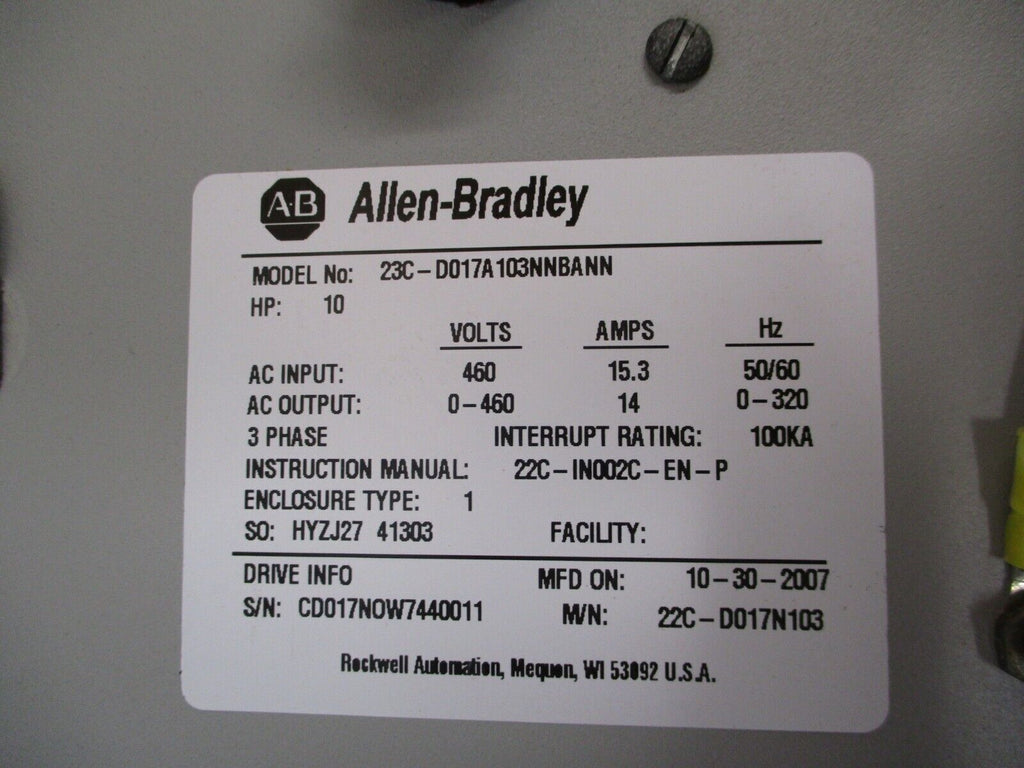 A-B Allen-Bradley
MODEL No: 23C-D017A103NNBANN
HP: 10
VOLTS AMPS Hz
AC INPUT: 460 15.3 50/60
AC OUTPUT: 0-460 14 0-320
3 PHASE INTERRUPT RATING: 100KA
INSTRUCTION MANUAL: 22C-IN002C-EN-P
ENCLOSURE TYPE: 1
SO: HYZJ27 41303 FACILITY:
DRIVE INFO MFD ON: 10-30-2007
S/N: CD017NOW7440011 M/N: 22C-D017N103
Rockwell Automation, Mequon, WI 53092 U.S.A.